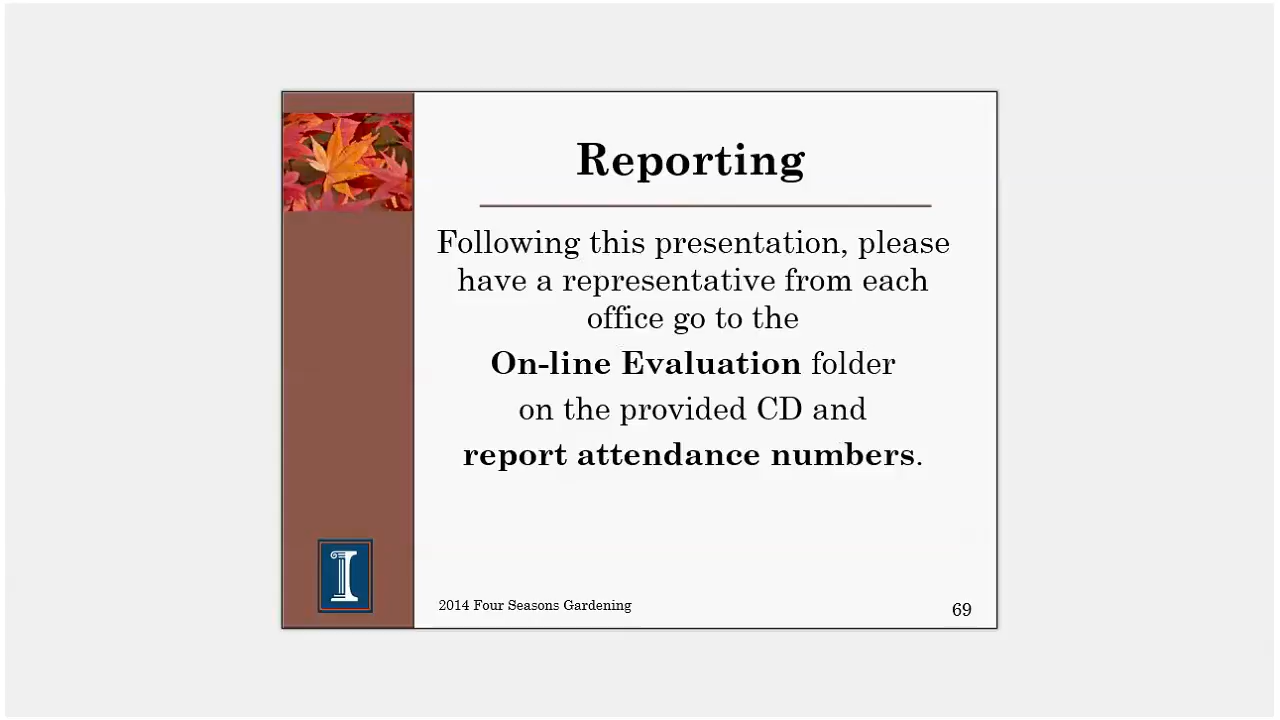 Reporting
Following this presentation, please
have a representative from each
office go to the
On-line Evaluation folder
on the provided CD and
report attendance numbers.
I
2014 Four Seasons Gardening
69